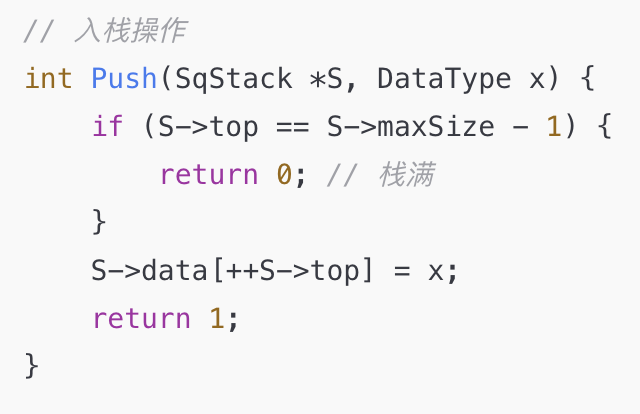 // 入栈操作
int Push(SqStack *S, DataType x) {
    if (S->top == S->maxSize - 1) {
        return 0; // 栈满
    }
    S->data[++S->top] = x;
    return 1;
}